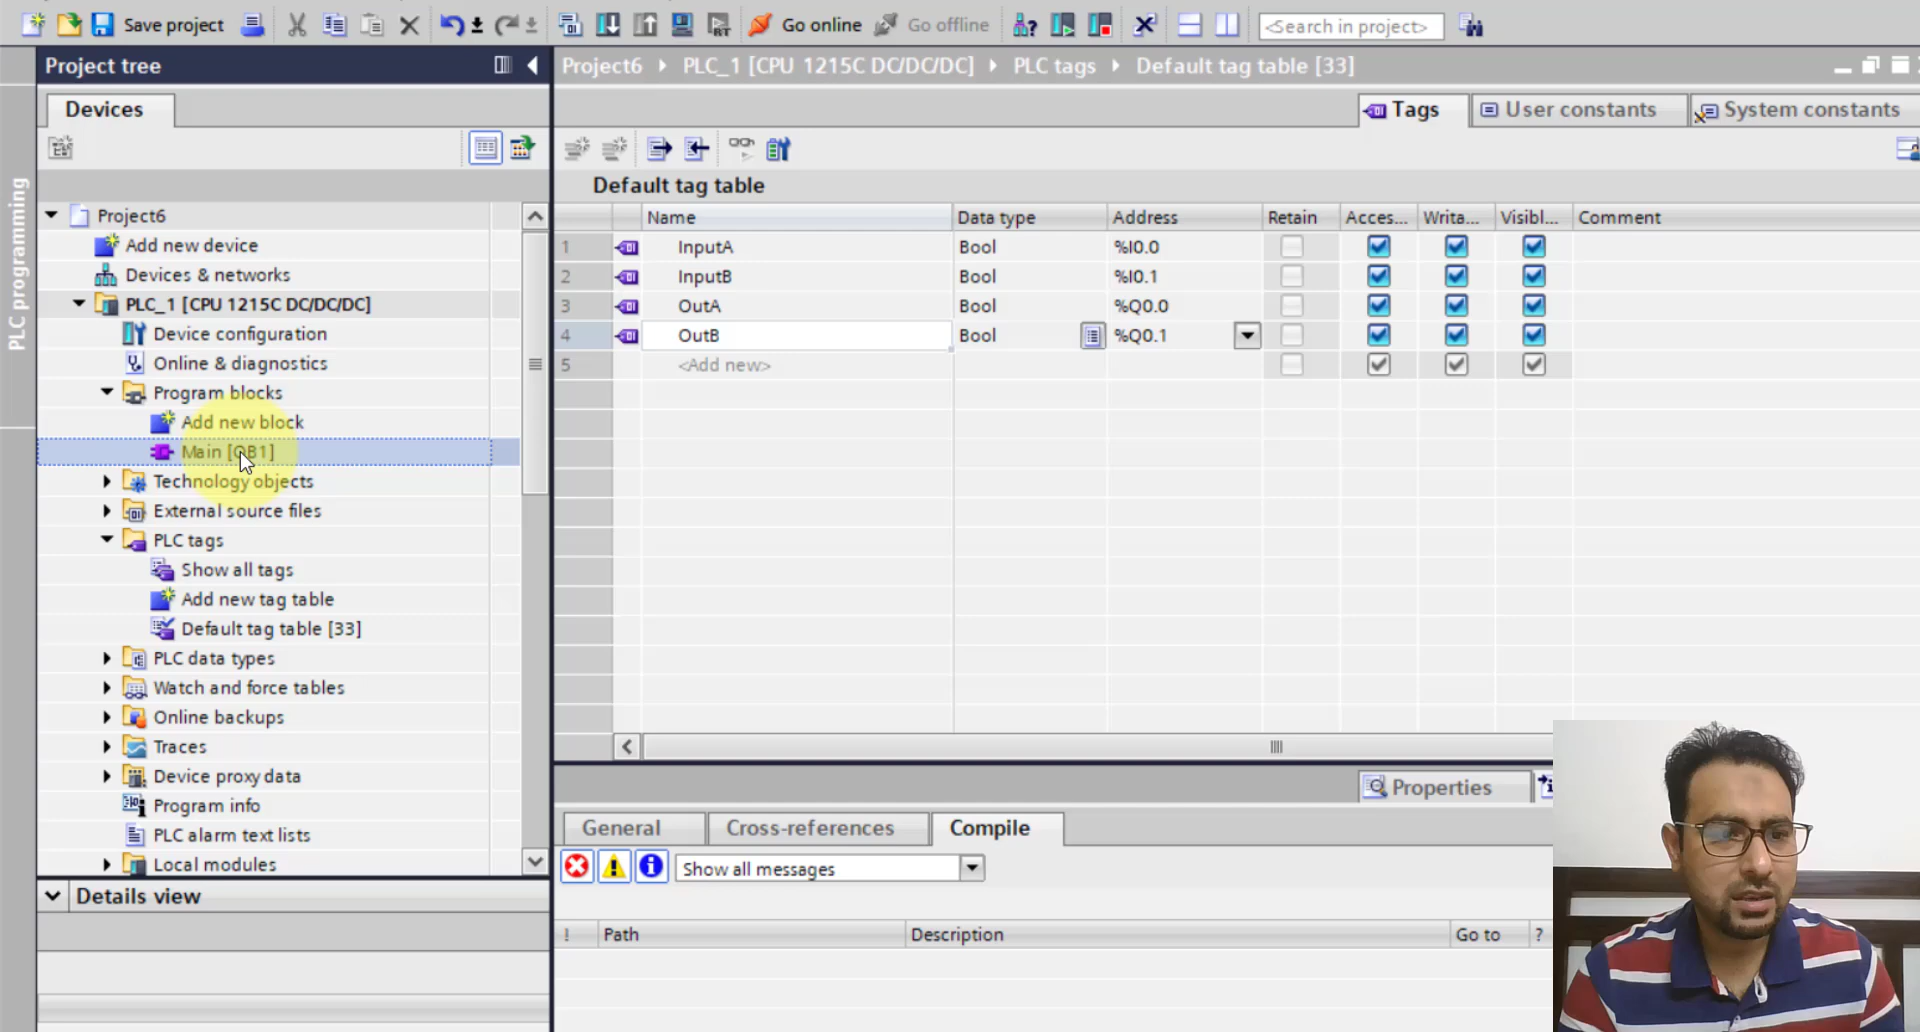 Save project
Go online
Go offline
<Search in project>
Project tree
Project6 PLC_1 [CPU 1215C DC/DC/DC] PLC tags Default tag table [33]
Devices
Tags
User constants
System constants
PLC programming
Default tag table
Name Data type Address Retain Acces... Writa... Visibl... Comment
1 InputA Bool %I0.0
2 InputB Bool %I0.1
3 OutA Bool %Q0.0
4 OutB Bool %Q0.1
5 <Add new>
Project6
Add new device
Devices & networks
PLC_1 [CPU 1215C DC/DC/DC]
Device configuration
Online & diagnostics
Program blocks
Add new block
Main [OB1]
Technology objects
External source files
PLC tags
Show all tags
Add new tag table
Default tag table [33]
PLC data types
Watch and force tables
Online backups
Traces
Device proxy data
Program info
PLC alarm text lists
Local modules
Details view
Properties
General
Cross-references
Compile
Show all messages
! Path Description Go to ?